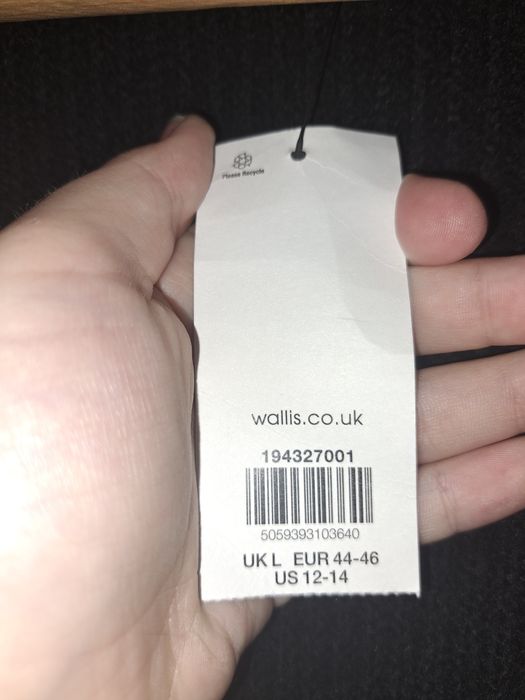 Please Recycle
wallis.co.uk
194327001
5059393103640
UK L EUR 44-46
US 12-14